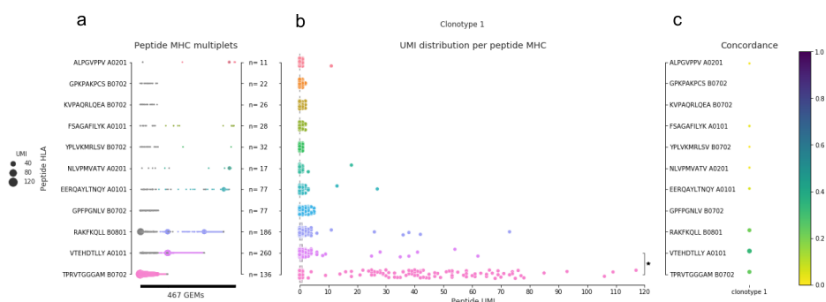 a
b
c
Clonotype 1
Peptide MHC multiplets
UMI distribution per peptide MHC
Concordance
ALPGVPPV A0201
n= 11
ALPGVPPV A0201
GPKPAKPCS B0702
n= 22
GPKPAKPCS B0702
KVPAQRLQEA B0702
n= 26
KVPAQRLQEA B0702
FSAGAFILYK A0101
n= 28
FSAGAFILYK A0101
YPLVKMRLSV B0702
n= 32
YPLVKMRLSV B0702
NLVPMVATV A0201
n= 17
NLVPMVATV A0201
EERQAYLTNQY A0101
n= 77
EERQAYLTNQY A0101
GPFPGNLV B0702
n= 77
GPFPGNLV B0702
RAKFKQLL B0801
n= 186
RAKFKQLL B0801
VTEHDTLLY A0101
n= 260
VTEHDTLLY A0101
TPRVTGGGAM B0702
n= 136
TPRVTGGGAM B0702
UMI
40
80
120
Peptide HLA
467 GEMs
*
0 10 20 30 40 50 60 70 80 90 100 110 120
Peptide UMI
clonotype 1
1.0
0.8
0.6
0.4
0.2
0.0